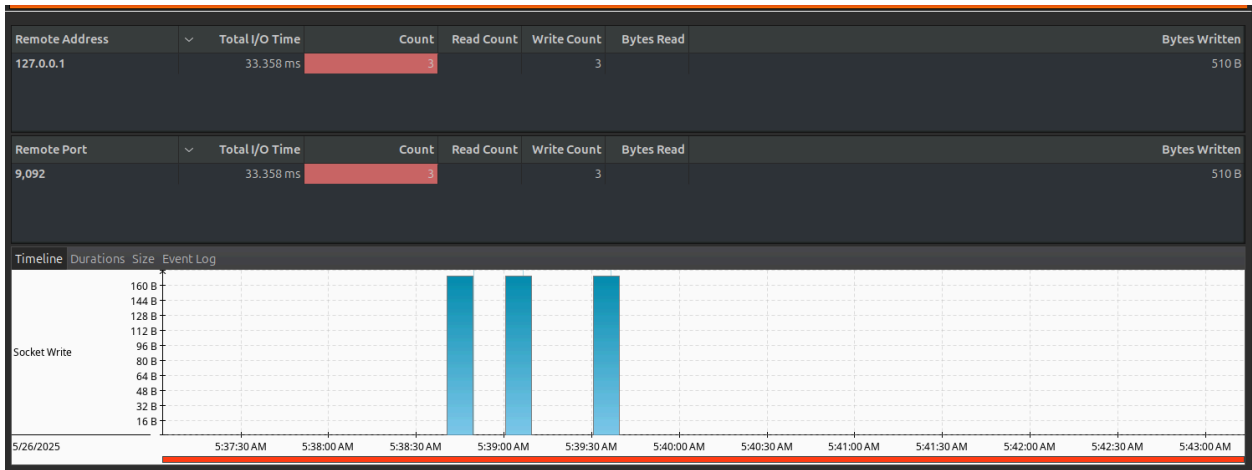 Remote Address Total I/O Time Count Read Count Write Count Bytes Read Bytes Written
127.0.0.1 33.358 ms 3 3 510 B
Remote Port Total I/O Time Count Read Count Write Count Bytes Read Bytes Written
9,092 33.358 ms 3 3 510 B
Timeline Durations Size Event Log
160 B
144 B
128 B
112 B
96 B
Socket Write
80 B
64 B
48 B
32 B
16 B
5/26/2025 5:37:30 AM 5:38:00 AM 5:38:30 AM 5:39:00 AM 5:39:30 AM 5:40:00 AM 5:40:30 AM 5:41:00 AM 5:41:30 AM 5:42:00 AM 5:42:30 AM 5:43:00 AM